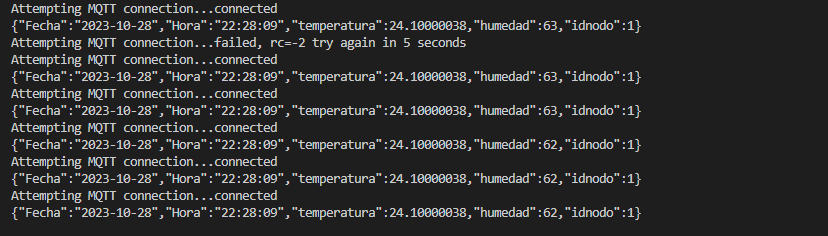 Attempting MQTT connection...connected
{"Fecha":"2023-10-28","Hora":"22:28:09","temperatura":24.10000038,"humedad":63,"idnodo":1}
Attempting MQTT connection...failed, rc=-2 try again in 5 seconds
Attempting MQTT connection...connected
{"Fecha":"2023-10-28","Hora":"22:28:09","temperatura":24.10000038,"humedad":63,"idnodo":1}
Attempting MQTT connection...connected
{"Fecha":"2023-10-28","Hora":"22:28:09","temperatura":24.10000038,"humedad":63,"idnodo":1}
Attempting MQTT connection...connected
{"Fecha":"2023-10-28","Hora":"22:28:09","temperatura":24.10000038,"humedad":62,"idnodo":1}
Attempting MQTT connection...connected
{"Fecha":"2023-10-28","Hora":"22:28:09","temperatura":24.10000038,"humedad":62,"idnodo":1}
Attempting MQTT connection...connected
{"Fecha":"2023-10-28","Hora":"22:28:09","temperatura":24.10000038,"humedad":62,"idnodo":1}